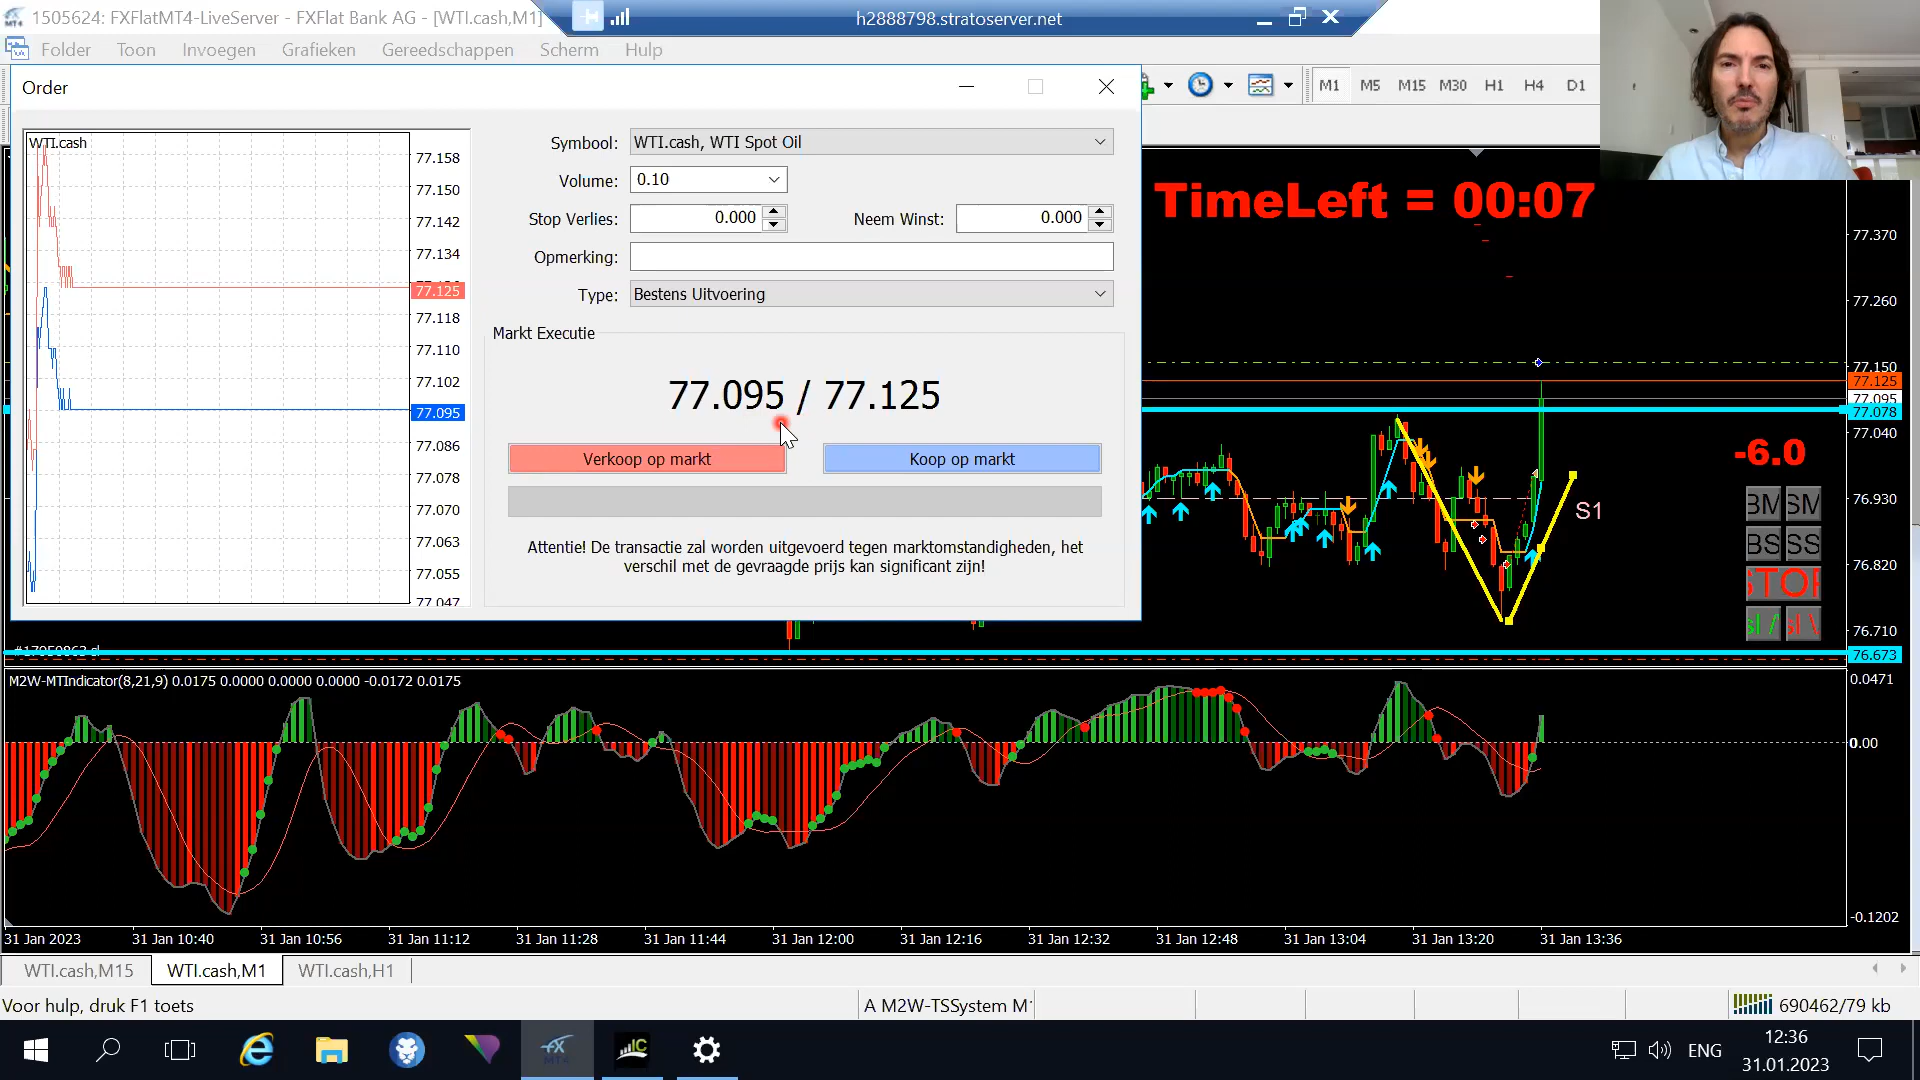 1505624: FXFlatMT4-LiveServer - FXFlat Bank AG - [WTI.cash,M1]
h2888798.stratoserver.net
Folder Toon Invoegen Grafieken Gereedschappen Scherm Hulp
Order
M1 M5 M15 M30 H1 H4 D1
WTI.cash
77.158
77.150
77.142
77.134
77.125
77.118
77.110
77.102
77.095
77.086
77.078
77.070
77.063
77.055
77.047
Symbool: WTI.cash, WTI Spot Oil
Volume: 0.10
Stop Verlies: 0.000 Neem Winst: 0.000
Opmerking:
Type: Bestens Uitvoering
Markt Executie
77.095 / 77.125
Verkoop op markt Koop op markt
Attentie! De transactie zal worden uitgevoerd tegen marktomstandigheden, het
verschil met de gevraagde prijs kan significant zijn!
TimeLeft = 00:07
77.370
77.260
77.150
77.125
77.095
77.078
77.040
76.930
76.820
76.710
76.673
-6.0
BM SM
BS SS
S1
M2W-MTIndicator(8,21,9) 0.0175 0.0000 0.0000 0.0000 -0.0172 0.0175
0.0471
0.00
-0.1202
31 Jan 2023 31 Jan 10:40 31 Jan 10:56 31 Jan 11:12 31 Jan 11:28 31 Jan 11:44 31 Jan 12:00 31 Jan 12:16 31 Jan 12:32 31 Jan 12:48 31 Jan 13:04 31 Jan 13:20 31 Jan 13:36
WTI.cash,M15 WTI.cash,M1 WTI.cash,H1
Voor hulp, druk F1 toets
A M2W-TSSystem M
690462/79 kb
ENG
12:36
31.01.2023